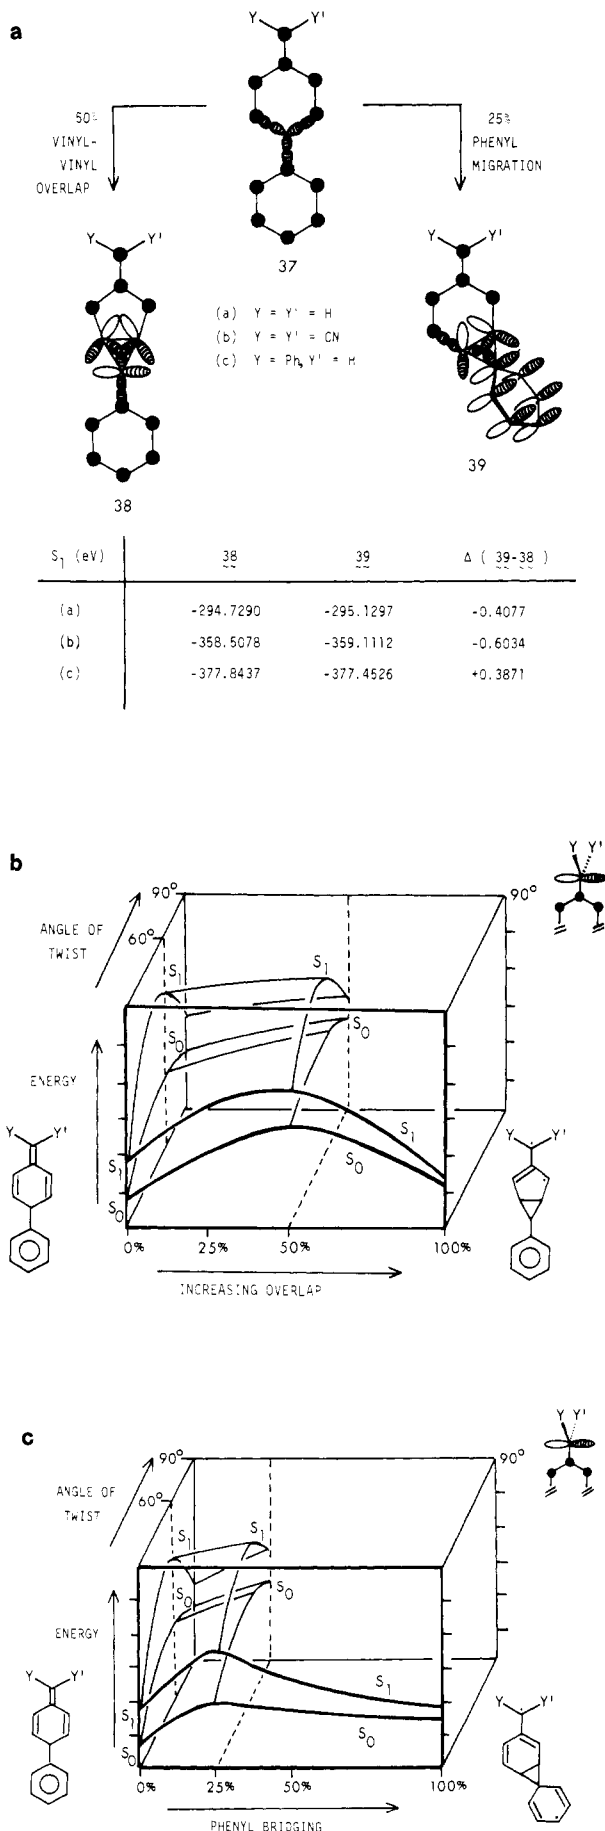 a
Y Y'
50%
VINYL-
VINYL
OVERLAP
25%
PHENYL
MIGRATION
37
Y Y'
Y Y'
(a) Y = Y' = H
(b) Y = Y' = CN
(c) Y = Ph, Y' = H
38
39
S1 (eV) 38 39 Δ ( 39-38 )
(a) -294.7290 -295.1297 -0.4077
(b) -358.5078 -359.1112 -0.6034
(c) -377.8437 -377.4526 +0.3871
b
Y Y'
90° 90°
ANGLE OF
TWIST
60°
S1 S1
S0 S0
ENERGY
Y Y'
S1 S1
S0 S0
Y Y'
0% 25% 50% 100%
INCREASING OVERLAP
c
Y Y'
90° 90°
ANGLE OF
TWIST
60°
S1 S1
S0 S0
ENERGY
Y Y'
S1 S1
S0 S0
Y Y'
0% 25% 50% 100%
PHENYL BRIDGING